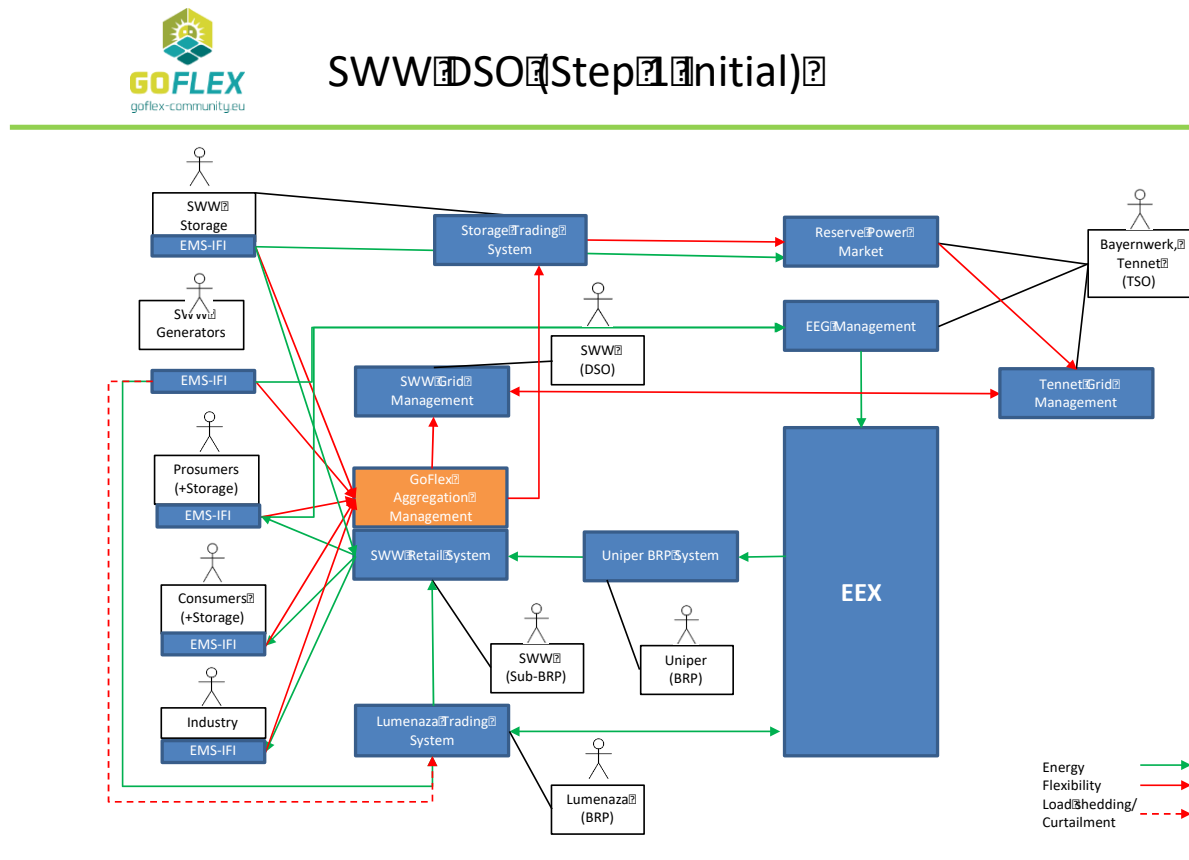 GOFLEX
goflex-community.eu
SWW DSO (Step 1 Initial)
SWW
Storage
EMS-IFI
Storage Trading
System
Reserve Power
Market
Bayernwerk,
Tennet
(TSO)
SWW
Generators
EEG Management
SWW
(DSO)
EMS-IFI
SWW Grid
Management
Tennet Grid
Management
Prosumers
(+Storage)
EMS-IFI
GoFlex
Aggregation
Management
SWW Retail System
Uniper BRP System
EEX
Consumers
(+Storage)
EMS-IFI
SWW
(Sub-BRP)
Uniper
(BRP)
Industry
EMS-IFI
Lumenaza Trading
System
Lumenaza
(BRP)
Energy
Flexibility
Load shedding/
Curtailment